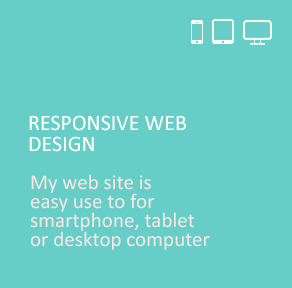 RESPONSIVE WEB
DESIGN
My web site is
easy use to for
smartphone, tablet
or desktop computer